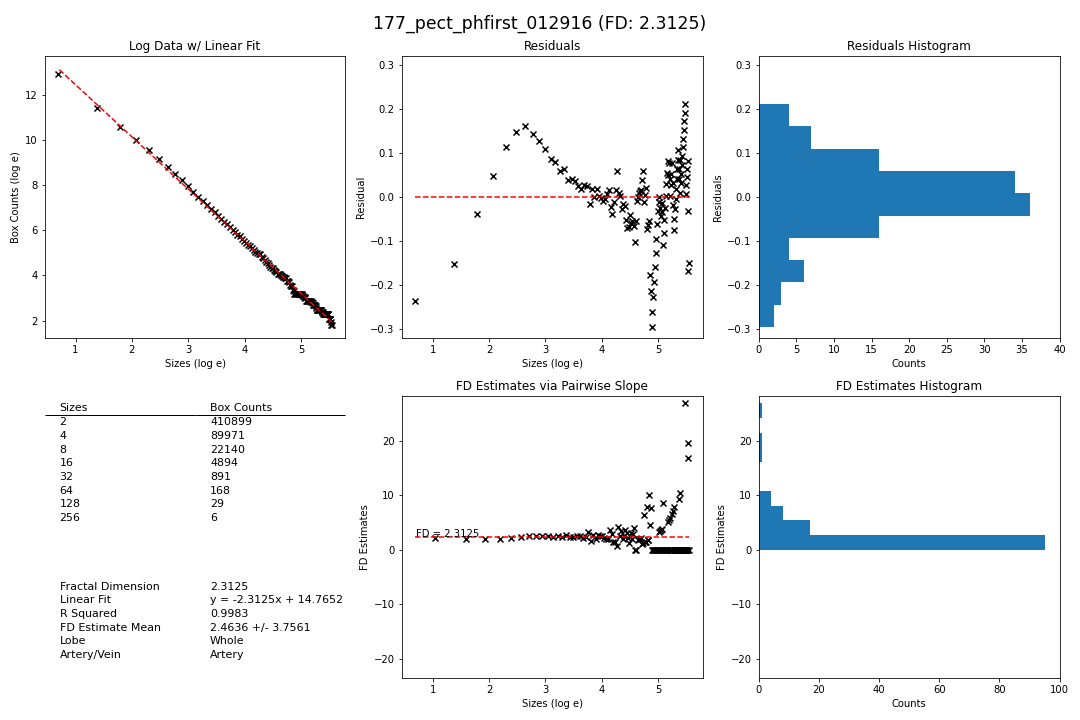 177_pect_phfirst_012916 (FD: 2.3125)
Log Data w/ Linear Fit
Box Counts (log e)
12
10
8
6
4
2
1 2 3 4 5
Sizes (log e)
Residuals
Residual
0.3
0.2
0.1
0.0
−0.1
−0.2
−0.3
1 2 3 4 5
Sizes (log e)
Residuals Histogram
Residuals
0.3
0.2
0.1
0.0
−0.1
−0.2
−0.3
0 5 10 15 20 25 30 35 40
Counts
Sizes Box Counts
2 410899
4 89971
8 22140
16 4894
32 891
64 168
128 29
256 6
Fractal Dimension 2.3125
Linear Fit y = -2.3125x + 14.7652
R Squared 0.9983
FD Estimate Mean 2.4636 +/- 3.7561
Lobe Whole
Artery/Vein Artery
FD Estimates via Pairwise Slope
FD Estimates
20
10
0
−10
−20
FD = 2.3125
1 2 3 4 5
Sizes (log e)
FD Estimates Histogram
FD Estimates
20
10
0
−10
−20
0 20 40 60 80 100
Counts